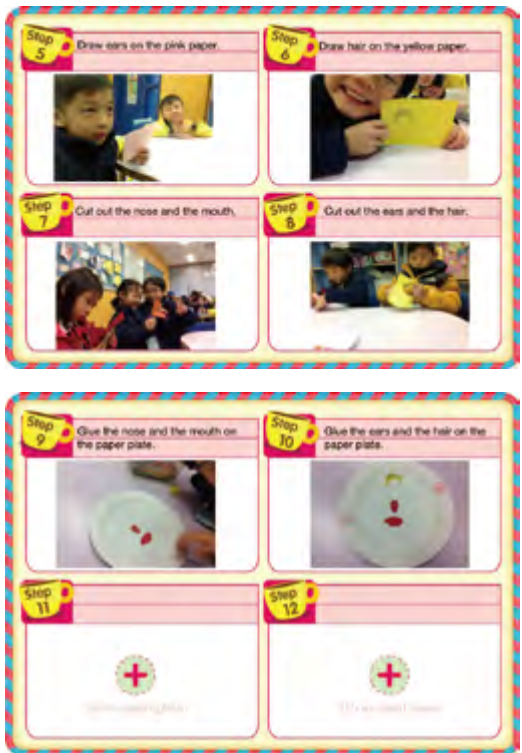 Step 5
Draw ears on the pink paper.
Step 6
Draw hair on the yellow paper.
Step 7
Cut out the nose and the mouth.
Step 8
Cut out the ears and the hair.
Step 9
Glue the nose and the mouth on
the paper plate.
Step 10
Glue the ears and the hair on the
paper plate.
Step 11
Step 12